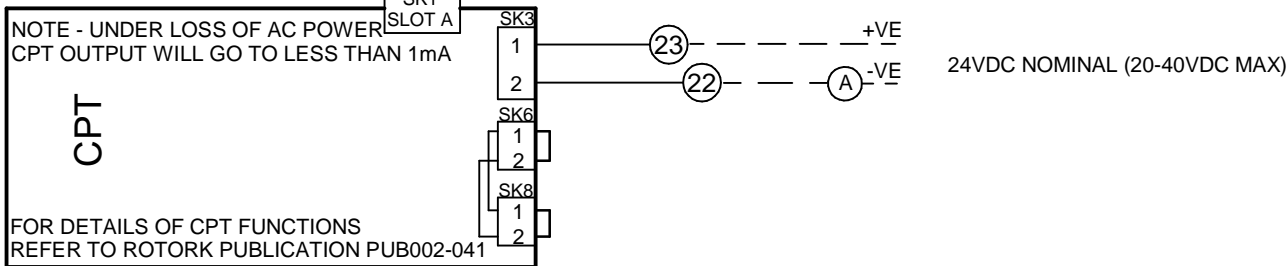 SK1
SLOT A
NOTE - UNDER LOSS OF AC POWER
CPT OUTPUT WILL GO TO LESS THAN 1mA
CPT
FOR DETAILS OF CPT FUNCTIONS
REFER TO ROTORK PUBLICATION PUB002-041
SK3
1
2
SK6
1
2
SK8
1
2
23
22
A
+VE
-VE
24VDC NOMINAL (20-40VDC MAX)